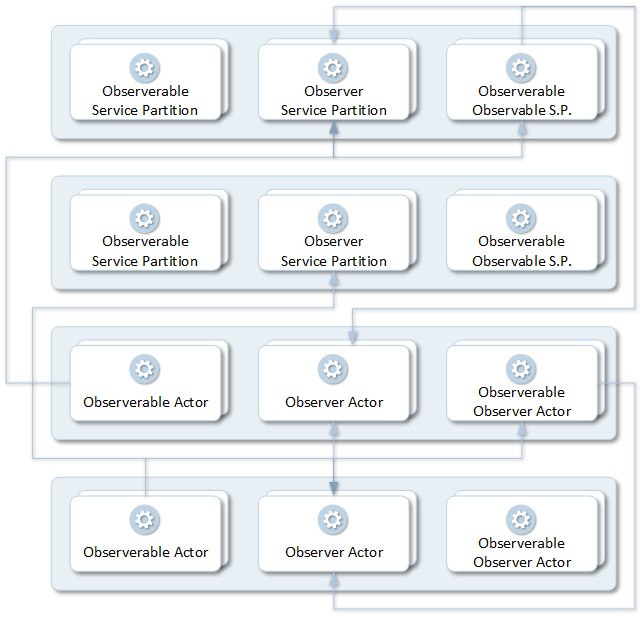 Observerable
Service Partition
Observer
Service Partition
Observerable
Observable S.P.
Observerable
Service Partition
Observer
Service Partition
Observerable
Observable S.P.
Observerable Actor
Observer Actor
Observerable
Observer Actor
Observerable Actor
Observer Actor
Observerable
Observer Actor